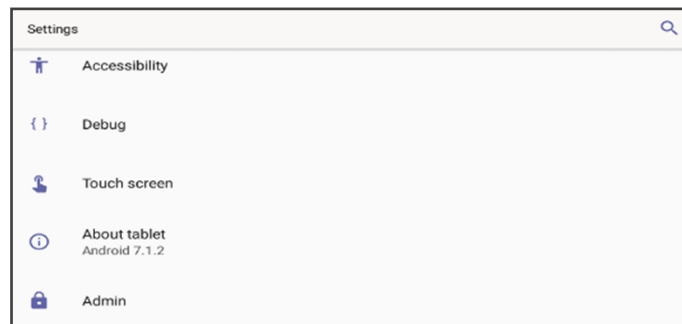 Settings
Accessibility
{ } Debug
Touch screen
About tablet
Android 7.1.2
Admin